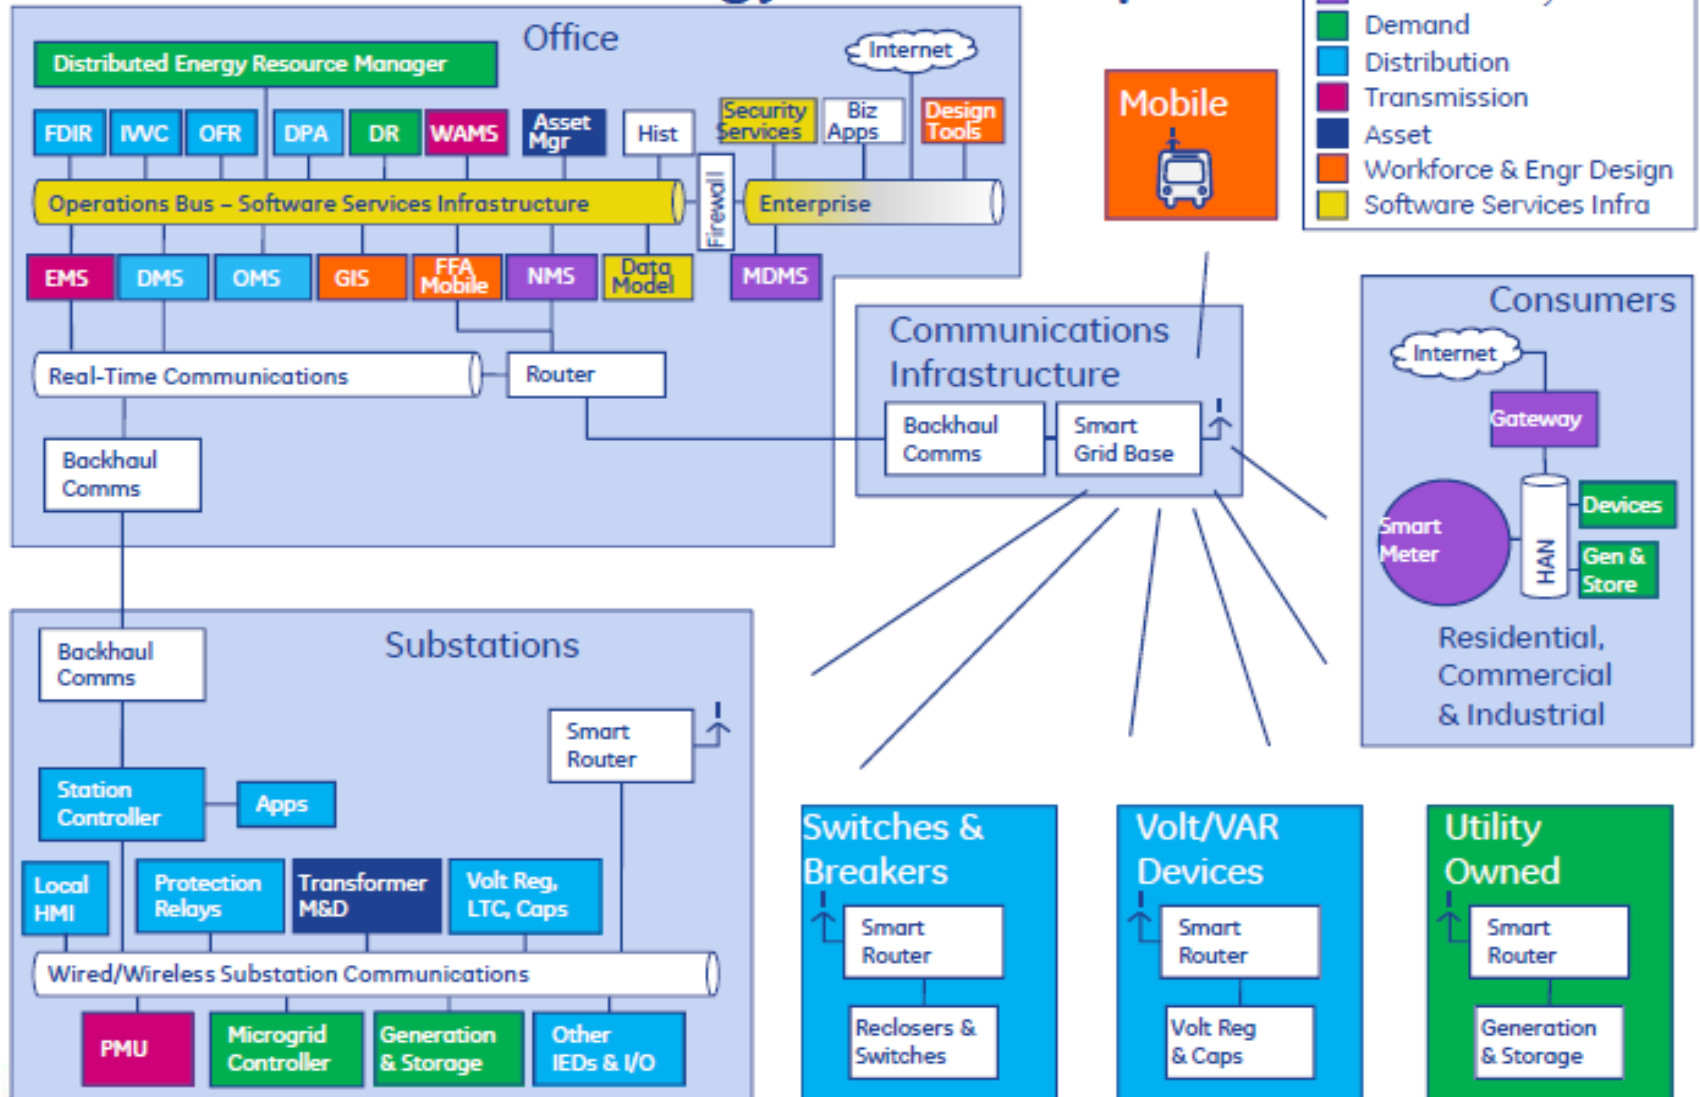 Office
Internet
Distributed Energy Resource Manager
FDIR
IVVC
OFR
DPA
DR
WAMS
Asset
Mgr
Hist
Security
Services
Biz
Apps
Design
Tools
Operations Bus – Software Services Infrastructure
Firewall
Enterprise
EMS
DMS
OMS
GIS
FFA
Mobile
NMS
Data
Model
MDMS
Real-Time Communications
Router
Backhaul
Comms
Mobile
Demand
Distribution
Transmission
Asset
Workforce & Engr Design
Software Services Infra
Communications
Infrastructure
Backhaul
Comms
Smart
Grid Base
Consumers
Internet
Gateway
Smart
Meter
HAN
Devices
Gen &
Store
Residential,
Commercial
& Industrial
Substations
Backhaul
Comms
Smart
Router
Station
Controller
Apps
Local
HMI
Protection
Relays
Transformer
M&D
Volt Reg,
LTC, Caps
Wired/Wireless Substation Communications
PMU
Microgrid
Controller
Generation
& Storage
Other
IEDs & I/O
Switches &
Breakers
Smart
Router
Reclosers &
Switches
Volt/VAR
Devices
Smart
Router
Volt Reg
& Caps
Utility
Owned
Smart
Router
Generation
& Storage